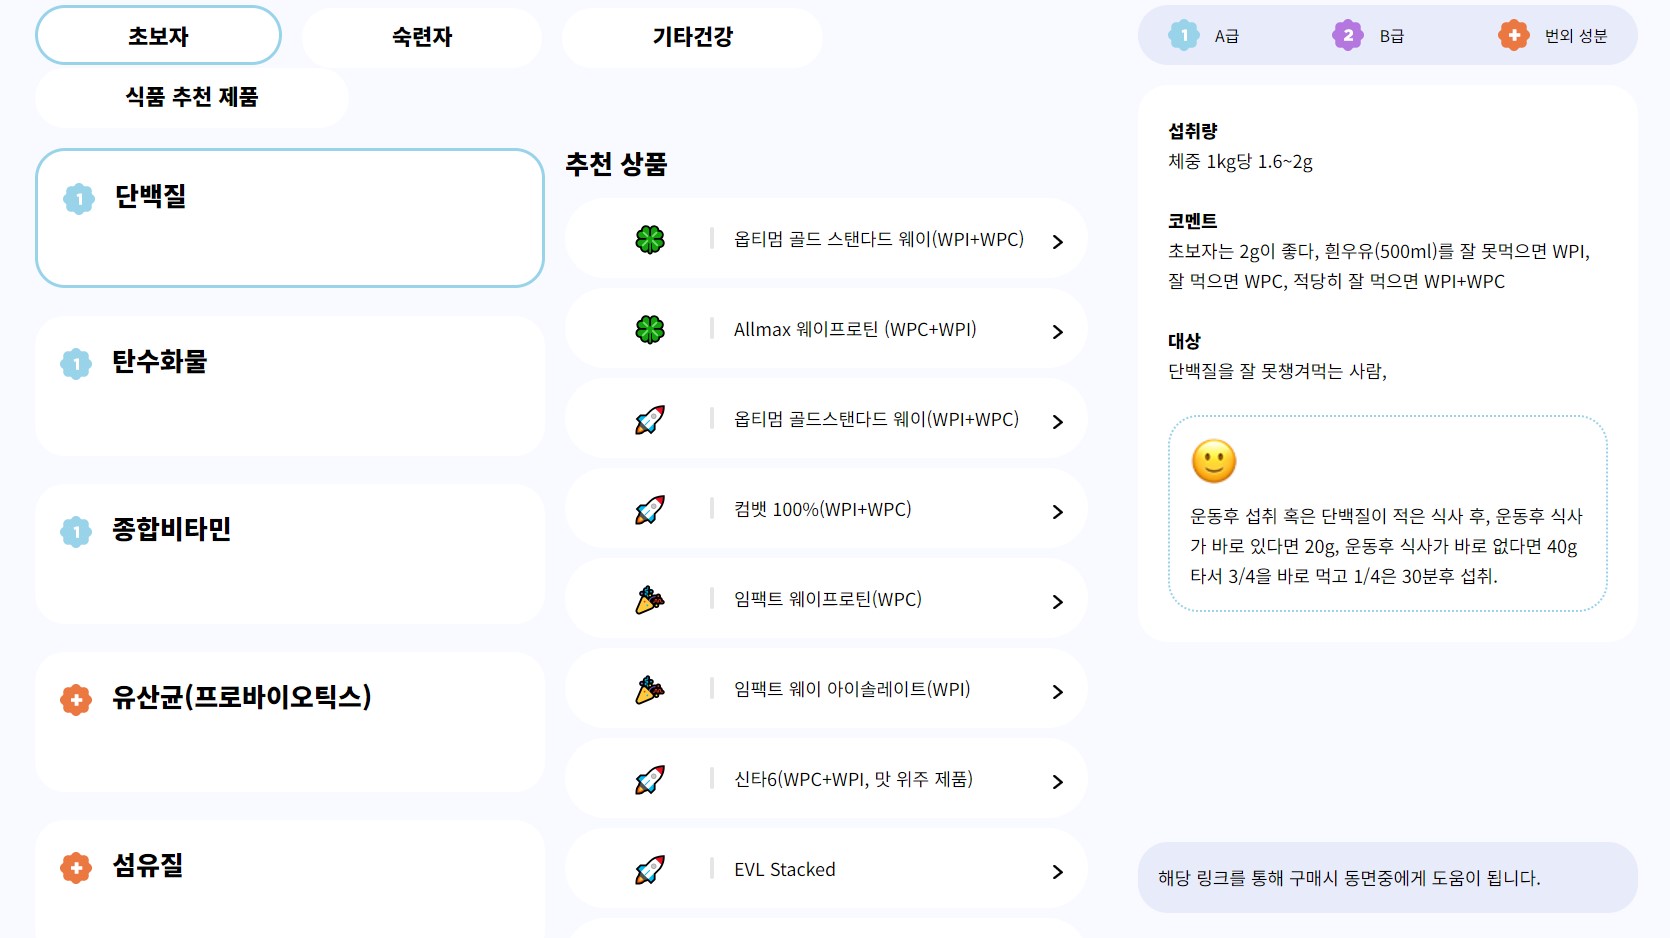 초보자
숙련자
기타건강
식품 추천 제품
1 단백질
1 탄수화물
1 종합비타민
유산균(프로바이오틱스)
섬유질
추천 상품
옵티멈 골드 스탠다드 웨이(WPI+WPC)
Allmax 웨이프로틴 (WPC+WPI)
옵티멈 골드스탠다드 웨이(WPI+WPC)
컴뱃 100%(WPI+WPC)
임팩트 웨이프로틴(WPC)
임팩트 웨이 아이솔레이트(WPI)
신타6(WPC+WPI, 맛 위주 제품)
EVL Stacked
1 A급
2 B급
번외 성분
섭취량
체중 1kg당 1.6~2g
코멘트
초보자는 2g이 좋다, 흰우유(500ml)를 잘 못먹으면 WPI,
잘 먹으면 WPC, 적당히 잘 먹으면 WPI+WPC
대상
단백질을 잘 못챙겨먹는 사람,
운동후 섭취 혹은 단백질이 적은 식사 후, 운동후 식사
가 바로 있다면 20g, 운동후 식사가 바로 없다면 40g
타서 3/4을 바로 먹고 1/4은 30분후 섭취.
해당 링크를 통해 구매시 동면중에게 도움이 됩니다.